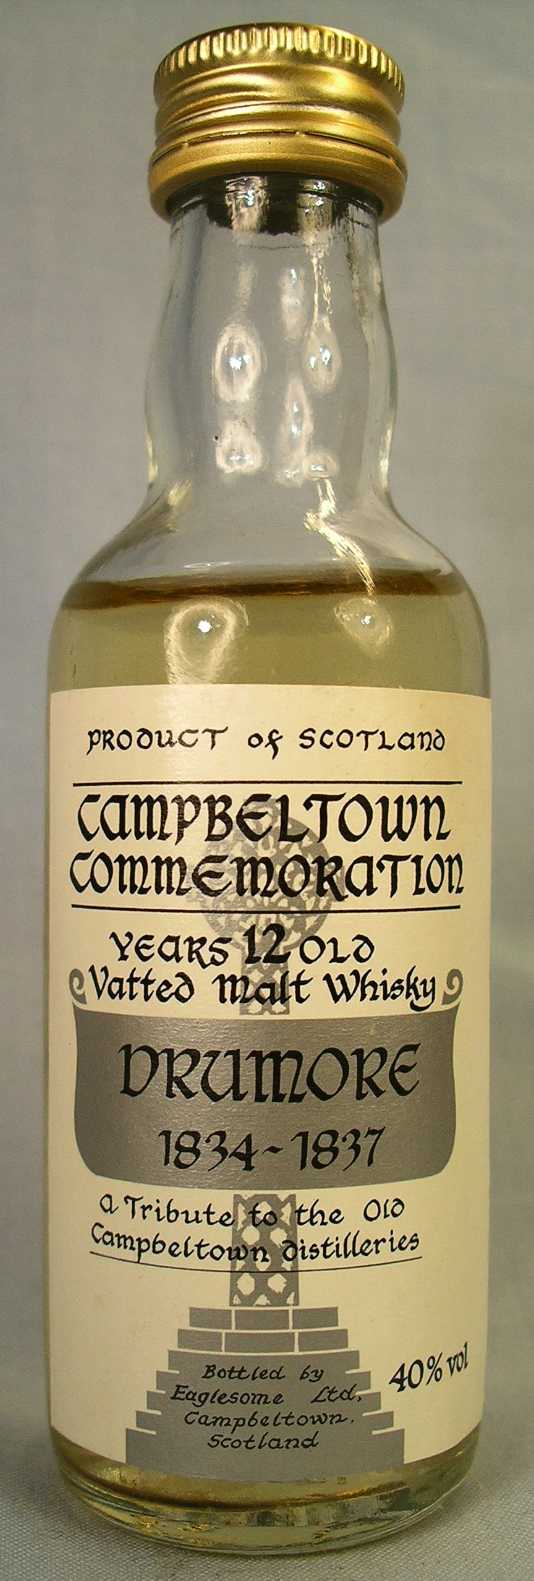 PRODUCT of SCOTLAND
CAMPBELTOWN
COMMEMORATION
YEARS 12 OLD
Vatted Malt Whisky
DRUMORE
1834-1837
a Tribute to the Old
Campbeltown distilleries
Bottled by
Eaglesome Ltd,
Campbeltown.
Scotland
40% vol